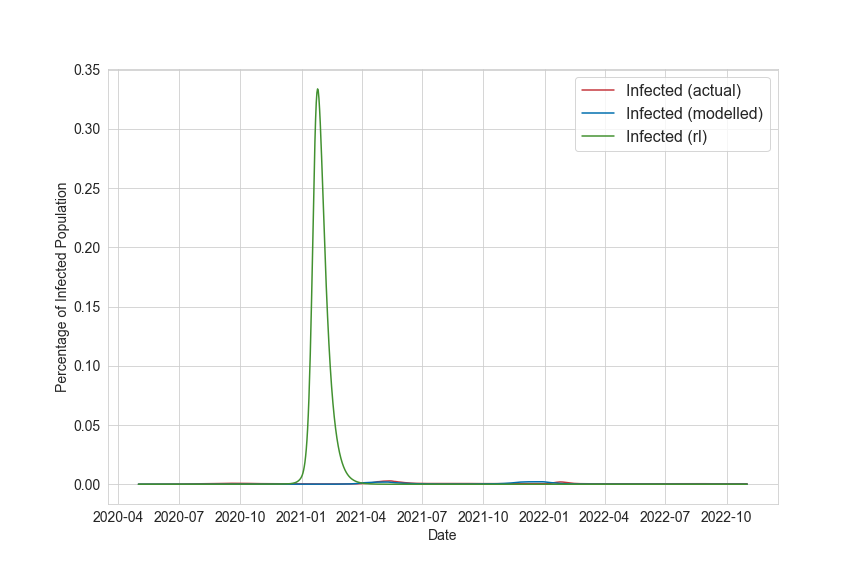 0.35
0.30
0.25
0.20
0.15
0.10
0.05
0.00
Percentage of Infected Population
Infected (actual)
Infected (modelled)
Infected (rl)
2020-04 2020-07 2020-10 2021-01 2021-04 2021-07 2021-10 2022-01 2022-04 2022-07 2022-10
Date